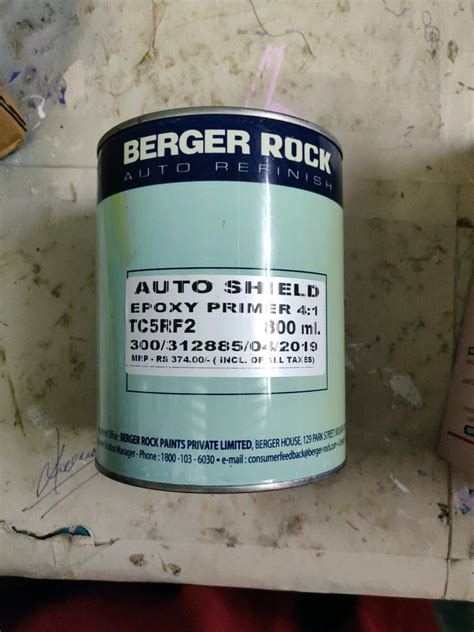 BERGER ROCK
AUTO REFINISH
AUTO SHIELD
EPOXY PRIMER 4:1
TC5RF2 800 ml.
300/312885/04/2019
MRP - RS 374.00/- ( INCL. OF ALL TAXES)
Office: BERGER ROCK PAINTS PRIVATE LIMITED, BERGER HOUSE, 129 PARK STREET
Manager - Phone : 1800 -103 - 6030 • e-mail : consumerfeedback@berger-rock.com